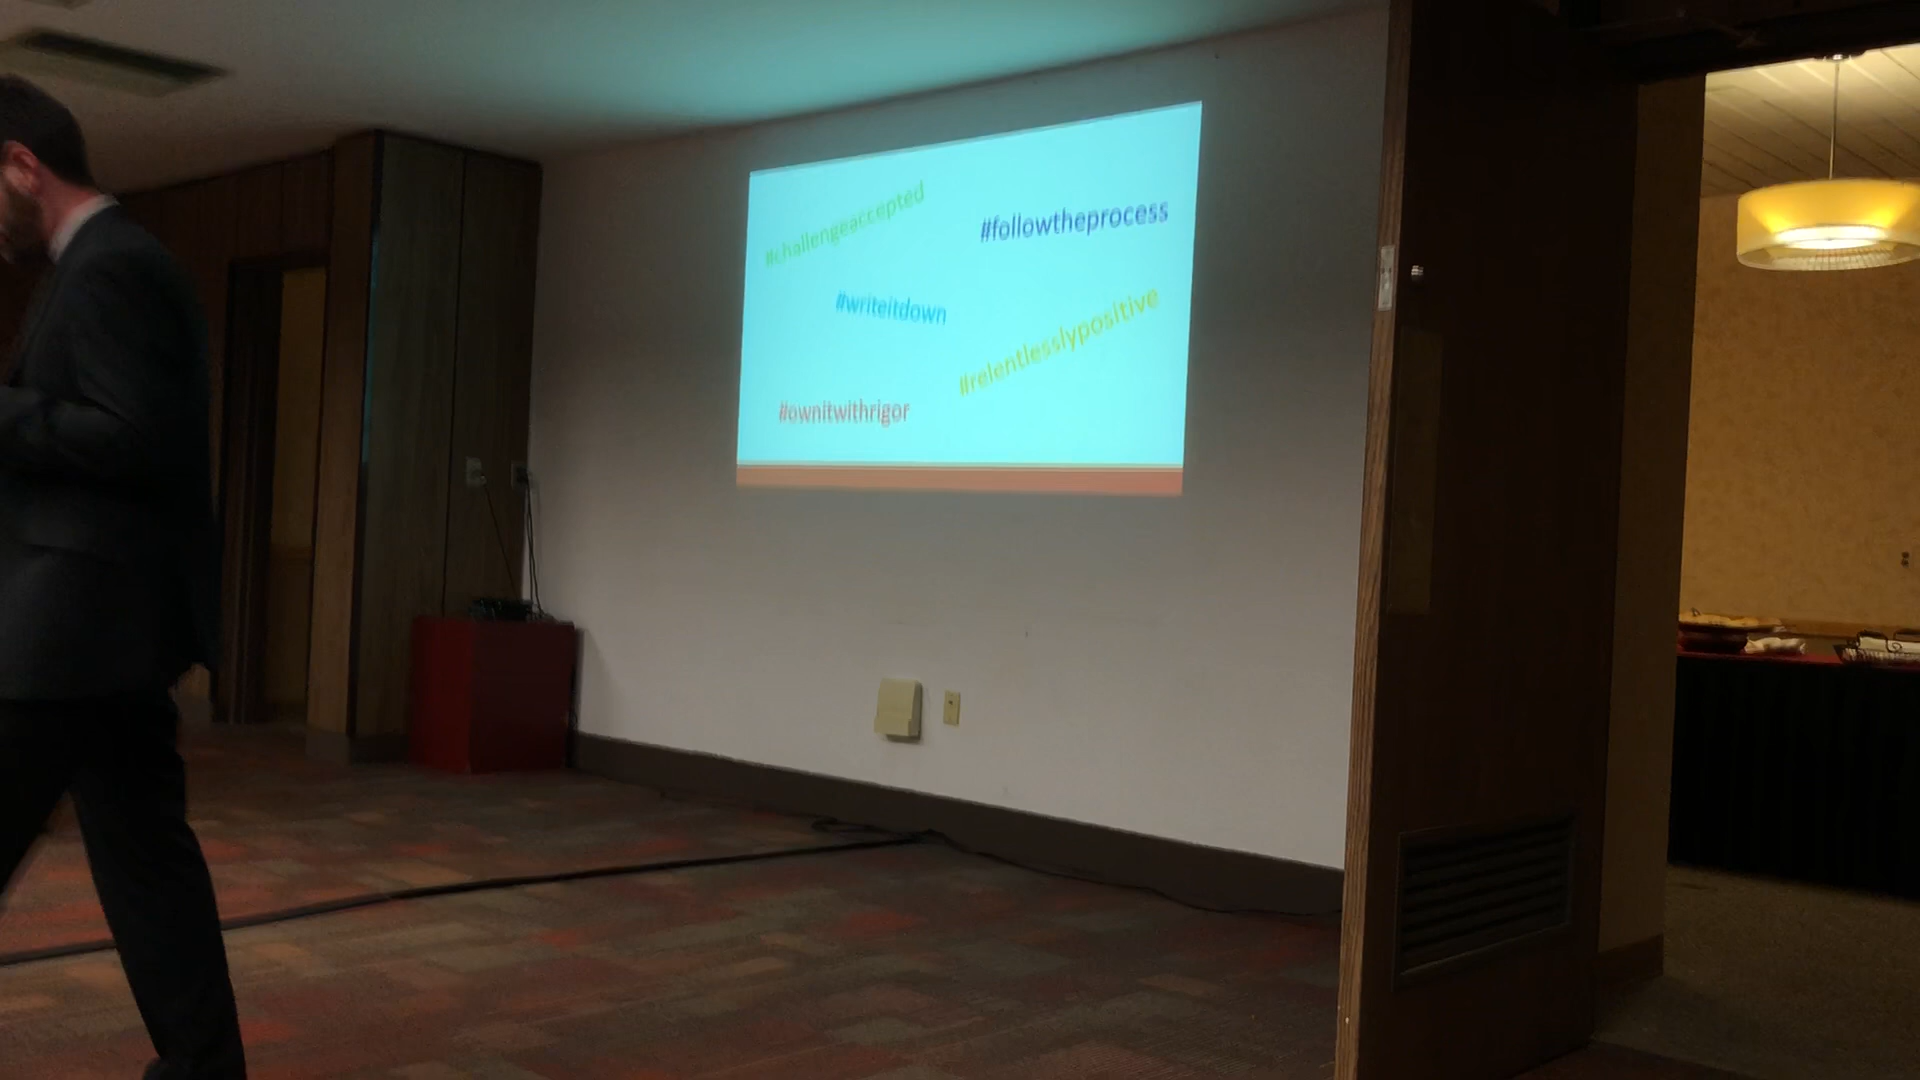 #challengeaccepted
#followtheprocess
#writeitdown
#relentlesslypositive
#ownitwithrigor